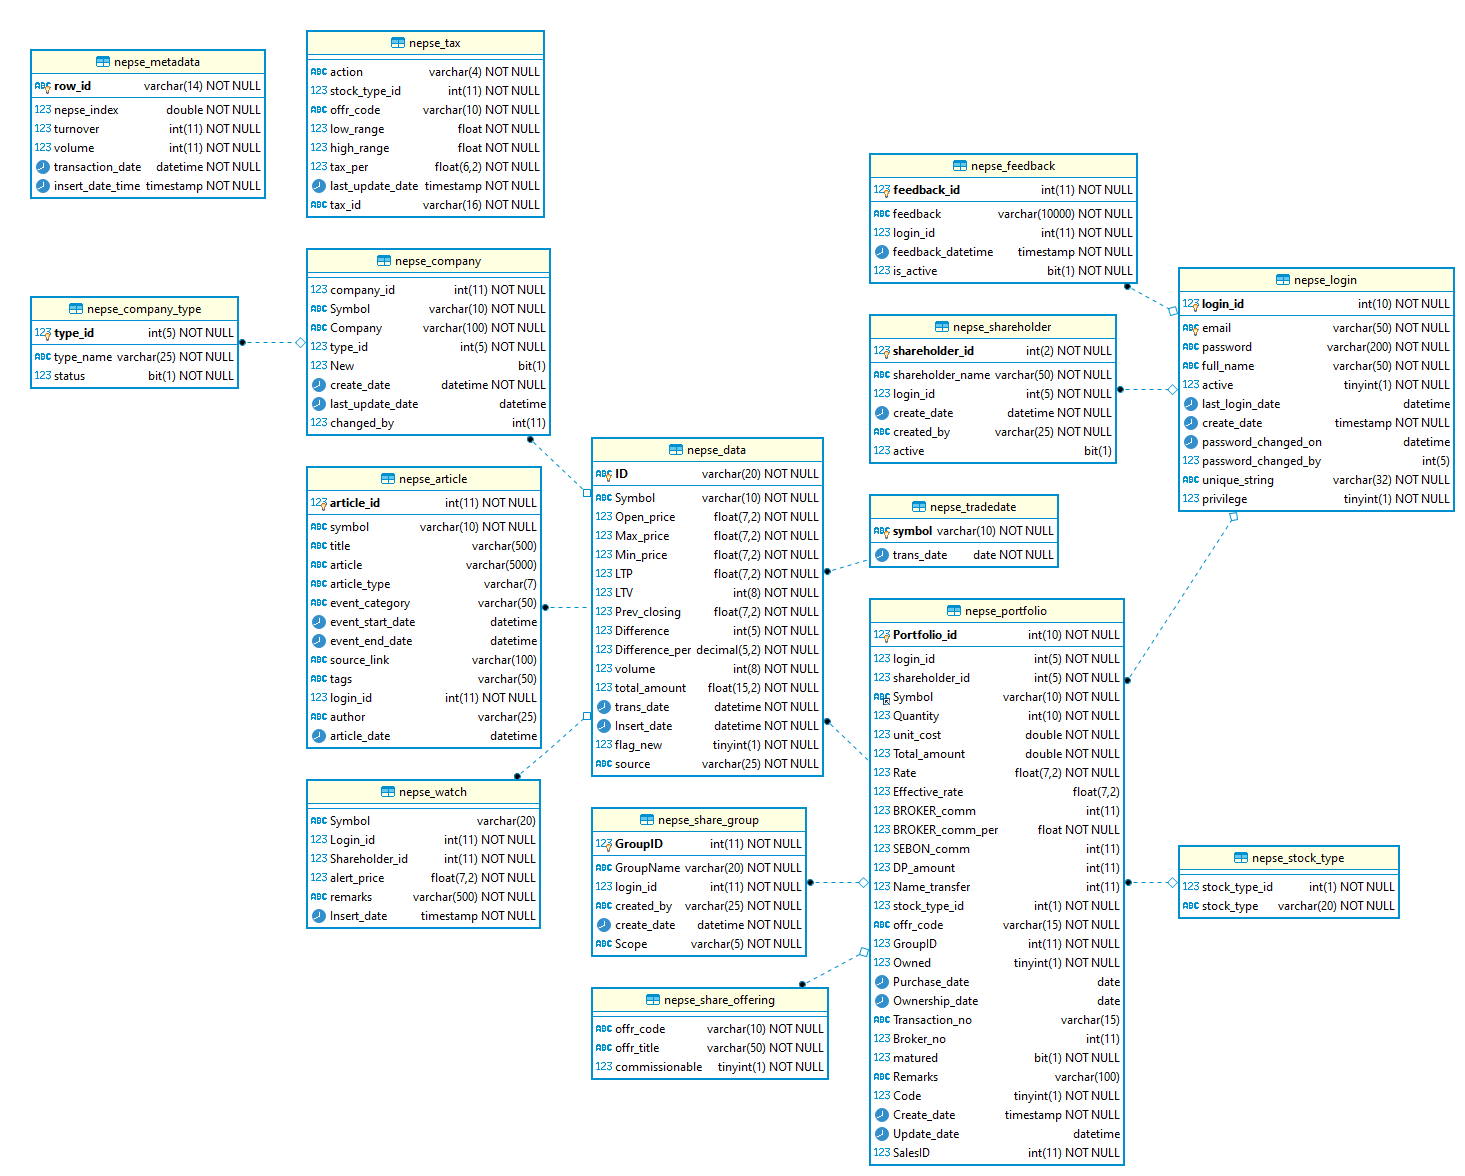 nepse_metadata
row_id varchar(14) NOT NULL
nepse_index double NOT NULL
turnover int(11) NOT NULL
volume int(11) NOT NULL
transaction_date datetime NOT NULL
insert_date_time timestamp NOT NULL
nepse_tax
action varchar(4) NOT NULL
stock_type_id int(11) NOT NULL
offr_code varchar(10) NOT NULL
low_range float NOT NULL
high_range float NOT NULL
tax_per float(6,2) NOT NULL
last_update_date timestamp NOT NULL
tax_id varchar(16) NOT NULL
nepse_company_type
type_id int(5) NOT NULL
type_name varchar(25) NOT NULL
status bit(1) NOT NULL
nepse_company
company_id int(11) NOT NULL
Symbol varchar(10) NOT NULL
Company varchar(100) NOT NULL
type_id int(5) NOT NULL
New bit(1)
create_date datetime NOT NULL
last_update_date datetime
changed_by int(11)
nepse_article
article_id int(11) NOT NULL
symbol varchar(10) NOT NULL
title varchar(500)
article varchar(5000)
article_type varchar(7)
event_category varchar(50)
event_start_date datetime
event_end_date datetime
source_link varchar(100)
tags varchar(50)
login_id int(11) NOT NULL
author varchar(25)
article_date datetime
nepse_watch
Symbol varchar(20)
Login_id int(11) NOT NULL
Shareholder_id int(11) NOT NULL
alert_price float(7,2) NOT NULL
remarks varchar(500) NOT NULL
Insert_date timestamp NOT NULL
nepse_data
ID varchar(20) NOT NULL
Symbol varchar(10) NOT NULL
Open_price float(7,2) NOT NULL
Max_price float(7,2) NOT NULL
Min_price float(7,2) NOT NULL
LTP float(7,2) NOT NULL
LTV int(8) NOT NULL
Prev_closing float(7,2) NOT NULL
Difference int(5) NOT NULL
Difference_per decimal(5,2) NOT NULL
volume int(8) NOT NULL
total_amount float(15,2) NOT NULL
trans_date datetime NOT NULL
Insert_date datetime NOT NULL
flag_new tinyint(1) NOT NULL
source varchar(25) NOT NULL
nepse_share_group
GroupID int(11) NOT NULL
GroupName varchar(20) NOT NULL
login_id int(11) NOT NULL
created_by varchar(25) NOT NULL
create_date datetime NOT NULL
Scope varchar(5) NOT NULL
nepse_share_offering
offr_code varchar(10) NOT NULL
offr_title varchar(50) NOT NULL
commissionable tinyint(1) NOT NULL
nepse_feedback
feedback_id int(11) NOT NULL
feedback varchar(10000) NOT NULL
login_id int(11) NOT NULL
feedback_datetime timestamp NOT NULL
is_active bit(1) NOT NULL
nepse_shareholder
shareholder_id int(2) NOT NULL
shareholder_name varchar(50) NOT NULL
login_id int(5) NOT NULL
create_date datetime NOT NULL
created_by varchar(25) NOT NULL
active bit(1)
nepse_tradedate
symbol varchar(10) NOT NULL
trans_date date NOT NULL
nepse_portfolio
Portfolio_id int(10) NOT NULL
login_id int(5) NOT NULL
shareholder_id int(5) NOT NULL
Symbol varchar(10) NOT NULL
Quantity int(10) NOT NULL
unit_cost double NOT NULL
Total_amount double NOT NULL
Rate float(7,2) NOT NULL
Effective_rate float(7,2)
BROKER_comm int(11)
BROKER_comm_per float NOT NULL
SEBON_comm int(11)
DP_amount int(11)
Name_transfer int(11)
stock_type_id int(1) NOT NULL
offr_code varchar(15) NOT NULL
GroupID int(11) NOT NULL
Owned tinyint(1) NOT NULL
Purchase_date date
Ownership_date date
Transaction_no varchar(15)
Broker_no int(11)
matured bit(1) NOT NULL
Remarks varchar(100)
Code tinyint(1) NOT NULL
Create_date timestamp NOT NULL
Update_date datetime
SalesID int(11) NOT NULL
nepse_login
login_id int(10) NOT NULL
email varchar(50) NOT NULL
password varchar(200) NOT NULL
full_name varchar(50) NOT NULL
active tinyint(1) NOT NULL
last_login_date datetime
create_date timestamp NOT NULL
password_changed_on datetime
password_changed_by int(5)
unique_string varchar(32) NOT NULL
privilege tinyint(1) NOT NULL
nepse_stock_type
stock_type_id int(1) NOT NULL
stock_type varchar(20) NOT NULL